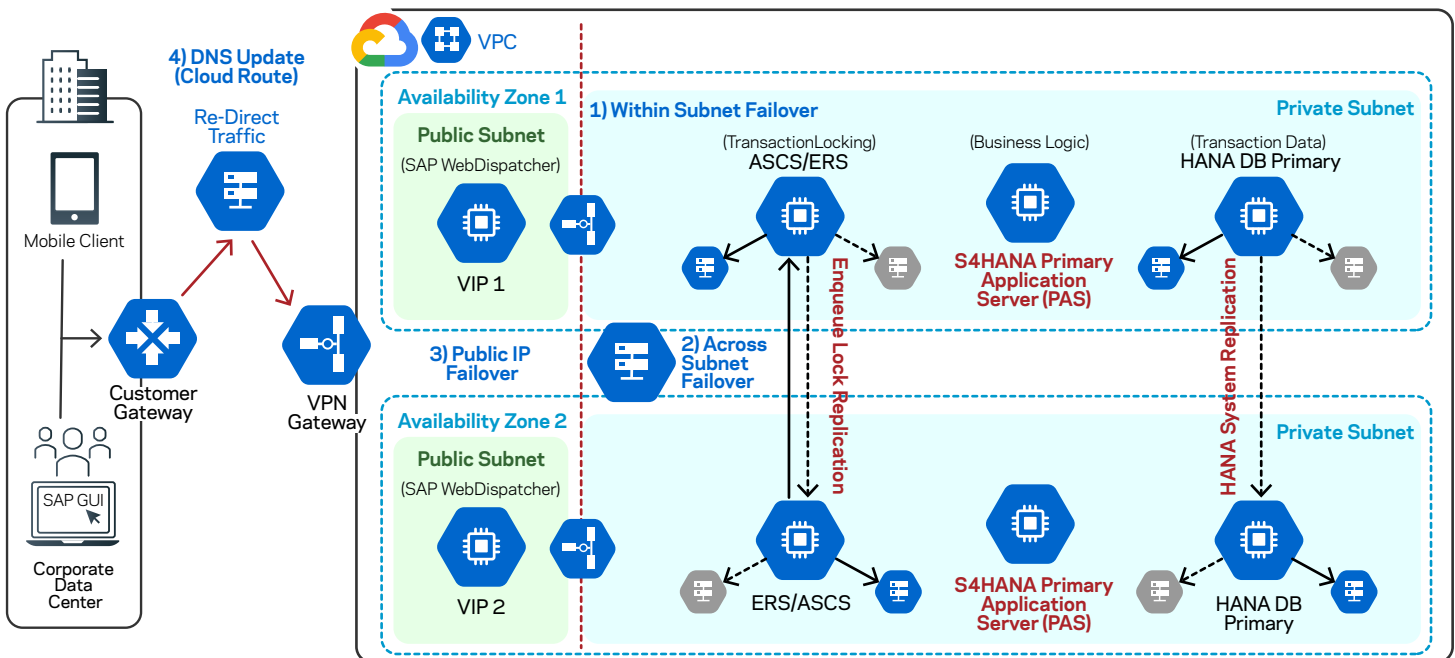 VPC
4) DNS Update
(Cloud Route)
Re-Direct
Traffic
Mobile Client
Customer
Gateway
VPN
Gateway
SAP GUI
Corporate
Data
Center
Availability Zone 1
Public Subnet
(SAP WebDispatcher)
VIP 1
1) Within Subnet Failover
Private Subnet
(TransactionLocking)
ASCS/ERS
(Business Logic)
S4HANA Primary
Application
Server (PAS)
(Transaction Data)
HANA DB Primary
3) Public IP
Failover
2) Across
Subnet
Failover
Enqueue Lock Replication
HANA System Replication
Availability Zone 2
Public Subnet
(SAP WebDispatcher)
VIP 2
Private Subnet
ERS/ASCS
S4HANA Primary
Application
Server (PAS)
HANA DB
Primary